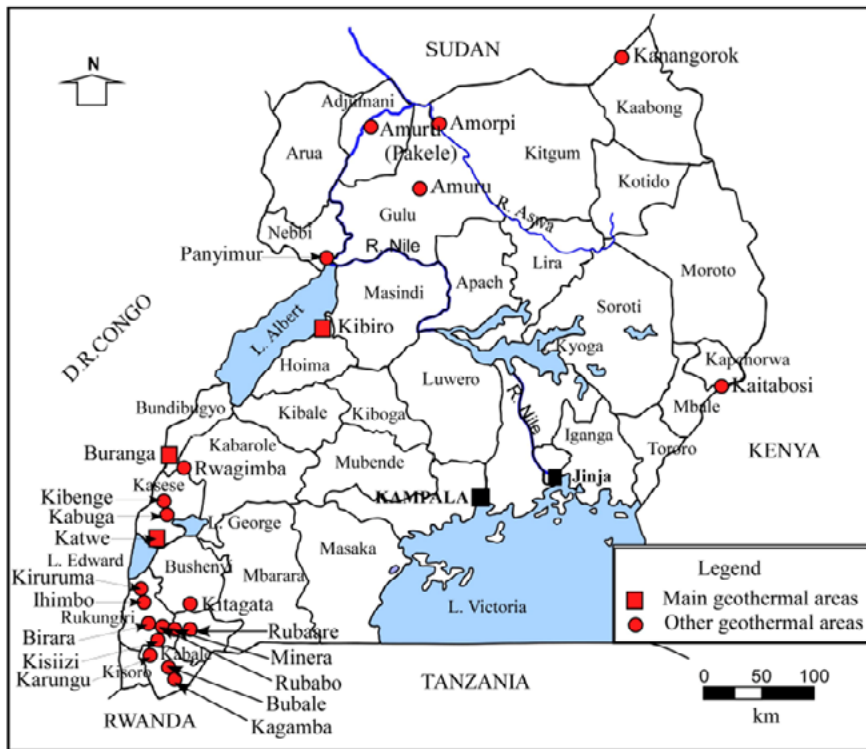 SUDAN
N
Kanangorok
Adjumani
Kaabong
Amuru
(Pakele)
Amorpi
Arua
Kitgum
Kotido
Amuru
R. Aswa
Gulu
Nebbi
R. Nile
Panyimur
Lira
Apach
Moroto
Masindi
Soroti
L. Albert
Kibiro
D.R.CONGO
Kyoga
Hoima
Kapchorwa
Luwero
Kaitabosi
Bundibugyo
Kibale
Kiboga
R. Nile
Mbale
Kabarole
Iganga
Buranga
Rwagimba
Mubende
Tororo
KENYA
Kasese
Jinja
Kibenge
KAMPALA
Kabuga
L. George
Katwe
L. Edward
Bushenyi
Masaka
Mbarara
Kiruruma
Ihimbo
Kitagata
L. Victoria
Rukungiri
Birara
Rubaare
Kisiizi
Kabale
Minera
Karungu
Kisoro
Rubabo
Bubale
Kagamba
RWANDA
TANZANIA
Legend
Main geothermal areas
Other geothermal areas
0 50 100
km